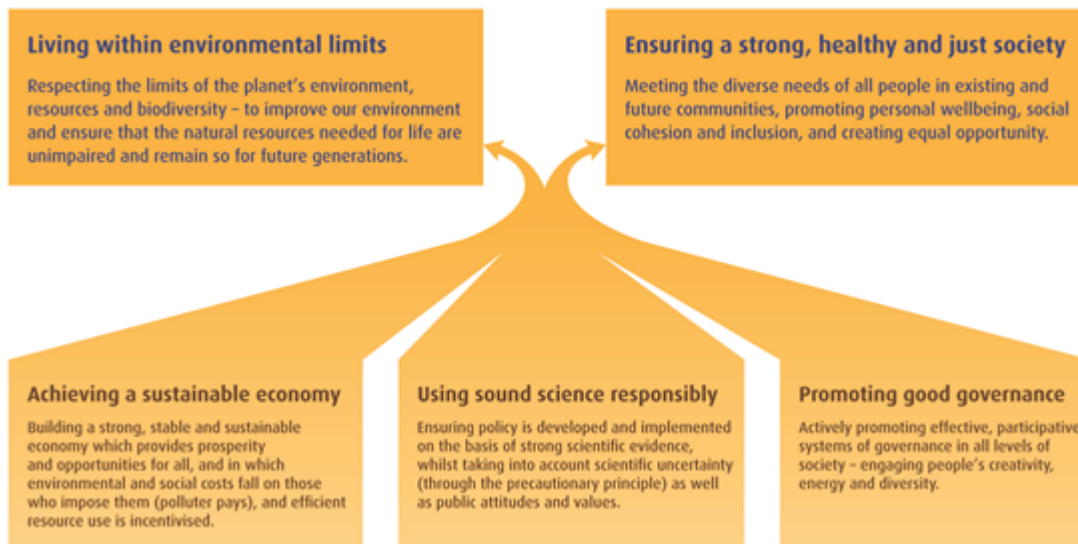 Living within environmental limits
Respecting the limits of the planet's environment,
resources and biodiversity – to improve our environment
and ensure that the natural resources needed for life are
unimpaired and remain so for future generations.
Ensuring a strong, healthy and just society
Meeting the diverse needs of all people in existing and
future communities, promoting personal wellbeing, social
cohesion and inclusion, and creating equal opportunity.
Achieving a sustainable economy
Building a strong, stable and sustainable
economy which provides prosperity
and opportunities for all, and in which
environmental and social costs fall on those
who impose them (polluter pays), and efficient
resource use is incentivised.
Using sound science responsibly
Ensuring policy is developed and implemented
on the basis of strong scientific evidence,
whilst taking into account scientific uncertainty
(through the precautionary principle) as well
as public attitudes and values.
Promoting good governance
Actively promoting effective, participative
systems of governance in all levels of
society – engaging people's creativity,
energy and diversity.